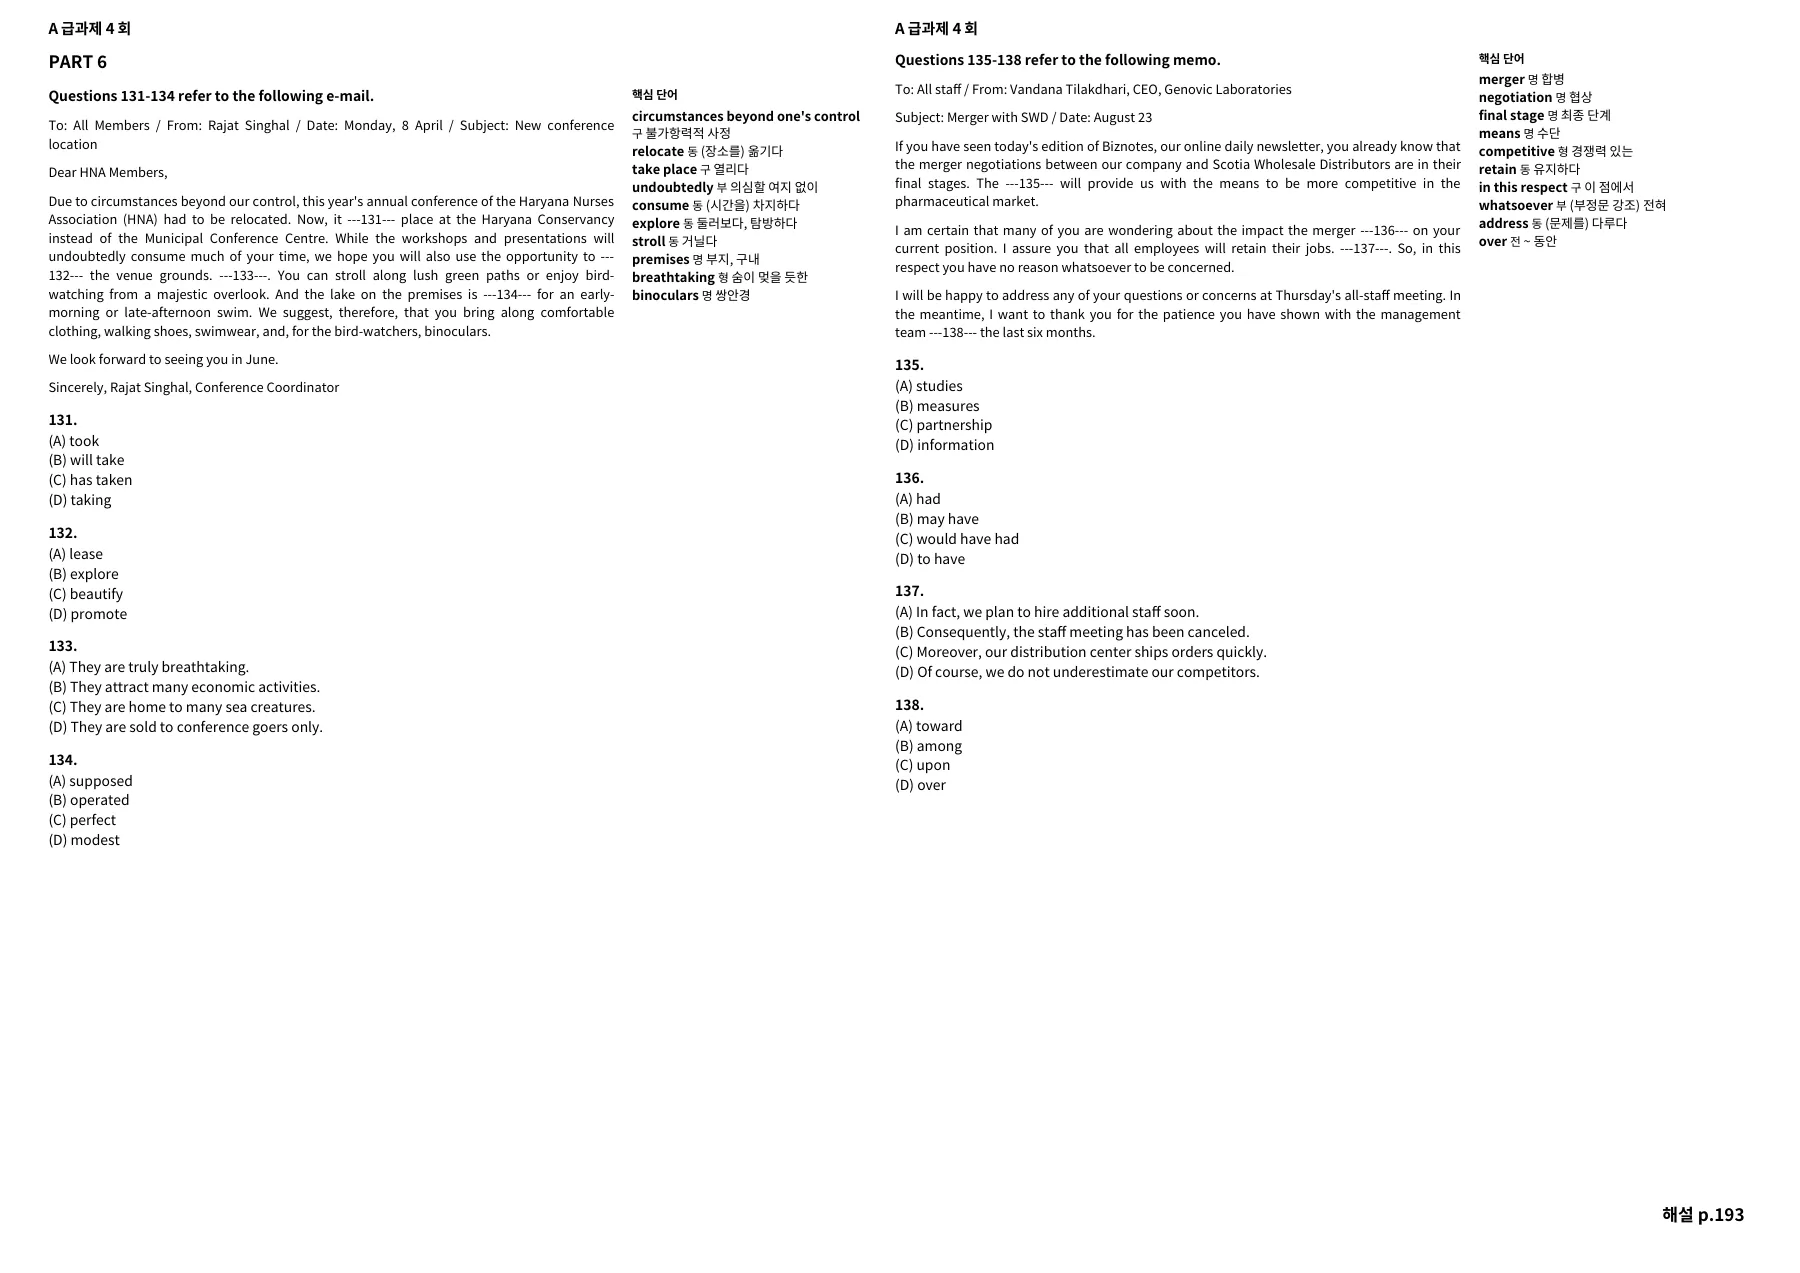 A 급과제 4 회
PART 6
Questions 131-134 refer to the following e-mail.
To: All Members / From: Rajat Singhal / Date: Monday, 8 April / Subject: New conference
location
Dear HNA Members,
Due to circumstances beyond our control, this year's annual conference of the Haryana Nurses
Association (HNA) had to be relocated. Now, it ---131--- place at the Haryana Conservancy
instead of the Municipal Conference Centre. While the workshops and presentations will
undoubtedly consume much of your time, we hope you will also use the opportunity to ---
132--- the venue grounds. ---133---. You can stroll along lush green paths or enjoy bird-
watching from a majestic overlook. And the lake on the premises is ---134--- for an early-
morning or late-afternoon swim. We suggest, therefore, that you bring along comfortable
clothing, walking shoes, swimwear, and, for the bird-watchers, binoculars.
We look forward to seeing you in June.
Sincerely, Rajat Singhal, Conference Coordinator
131.
(A) took
(B) will take
(C) has taken
(D) taking
132.
(A) lease
(B) explore
(C) beautify
(D) promote
133.
(A) They are truly breathtaking.
(B) They attract many economic activities.
(C) They are home to many sea creatures.
(D) They are sold to conference goers only.
134.
(A) supposed
(B) operated
(C) perfect
(D) modest
핵심 단어
circumstances beyond one's control
구 불가항력적 사정
relocate 동 (장소를) 옮기다
take place 구 열리다
undoubtedly 부 의심할 여지 없이
consume 동 (시간을) 차지하다
explore 동 둘러보다, 탐방하다
stroll 동 거닐다
premises 명 부지, 구내
breathtaking 형 숨이 멎을 듯한
binoculars 명 쌍안경
A 급과제 4 회
Questions 135-138 refer to the following memo.
To: All staff / From: Vandana Tilakdhari, CEO, Genovic Laboratories
Subject: Merger with SWD / Date: August 23
If you have seen today's edition of Biznotes, our online daily newsletter, you already know that
the merger negotiations between our company and Scotia Wholesale Distributors are in their
final stages. The ---135--- will provide us with the means to be more competitive in the
pharmaceutical market.
I am certain that many of you are wondering about the impact the merger ---136--- on your
current position. I assure you that all employees will retain their jobs. ---137---. So, in this
respect you have no reason whatsoever to be concerned.
I will be happy to address any of your questions or concerns at Thursday's all-staff meeting. In
the meantime, I want to thank you for the patience you have shown with the management
team ---138--- the last six months.
135.
(A) studies
(B) measures
(C) partnership
(D) information
136.
(A) had
(B) may have
(C) would have had
(D) to have
137.
(A) In fact, we plan to hire additional staff soon.
(B) Consequently, the staff meeting has been canceled.
(C) Moreover, our distribution center ships orders quickly.
(D) Of course, we do not underestimate our competitors.
138.
(A) toward
(B) among
(C) upon
(D) over
핵심 단어
merger 명 합병
negotiation 명 협상
final stage 명 최종 단계
means 명 수단
competitive 형 경쟁력 있는
retain 동 유지하다
in this respect 구 이 점에서
whatsoever 부 (부정문 강조) 전혀
address 동 (문제를) 다루다
over 전 ~ 동안
해설 p.193